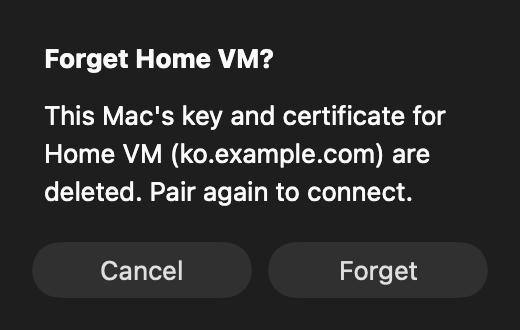 Forget Home VM?
This Mac's key and certificate for
Home VM (ko.example.com) are
deleted. Pair again to connect.
Cancel
Forget